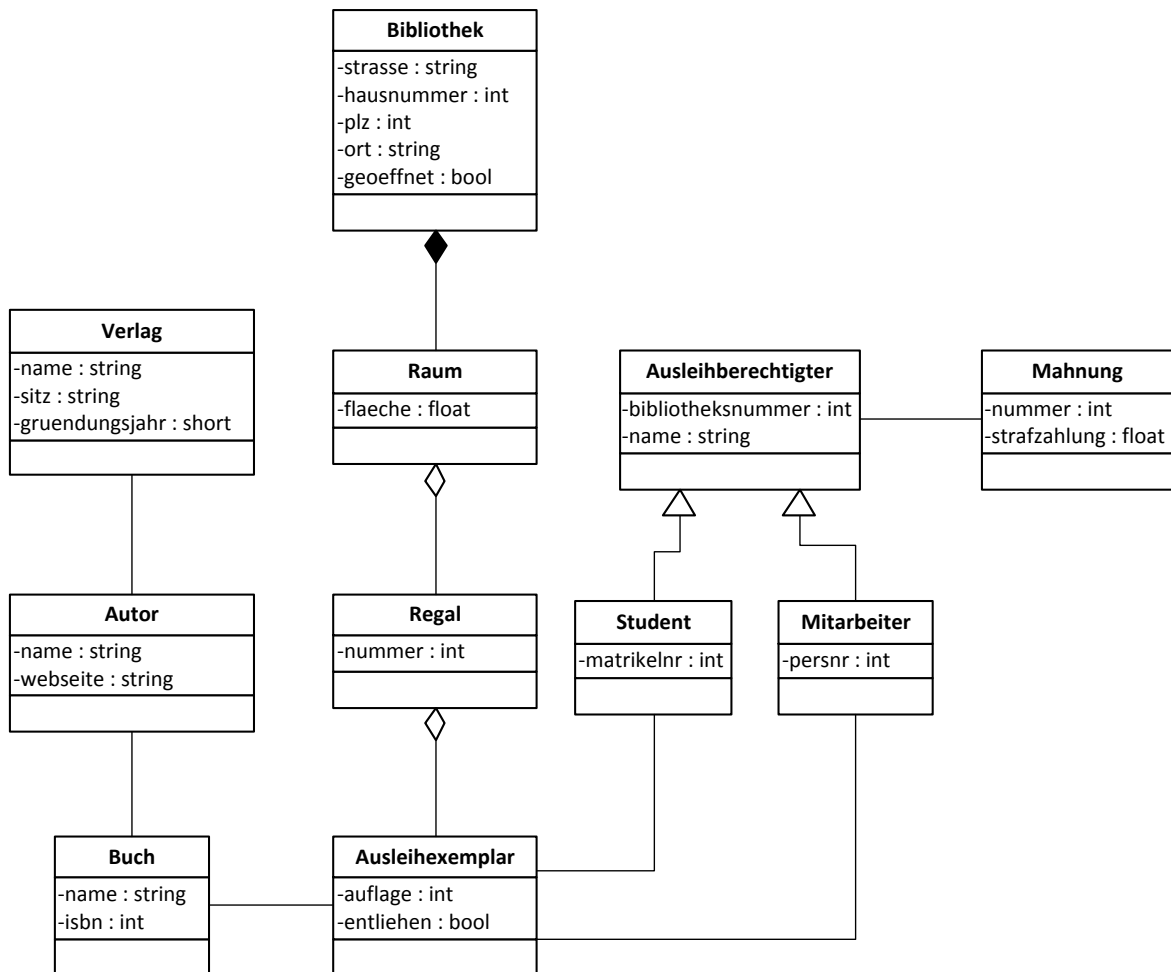 Bibliothek
-strasse : string
-hausnummer : int
-plz : int
-ort : string
-geoeffnet : bool
Verlag
-name : string
-sitz : string
-gruendungsjahr : short
Raum
-flaeche : float
Ausleihberechtigter
-bibliotheksnummer : int
-name : string
Mahnung
-nummer : int
-strafzahlung : float
Autor
-name : string
-webseite : string
Regal
-nummer : int
Student
-matrikelnr : int
Mitarbeiter
-persnr : int
Buch
-name : string
-isbn : int
Ausleihexemplar
-auflage : int
-entliehen : bool